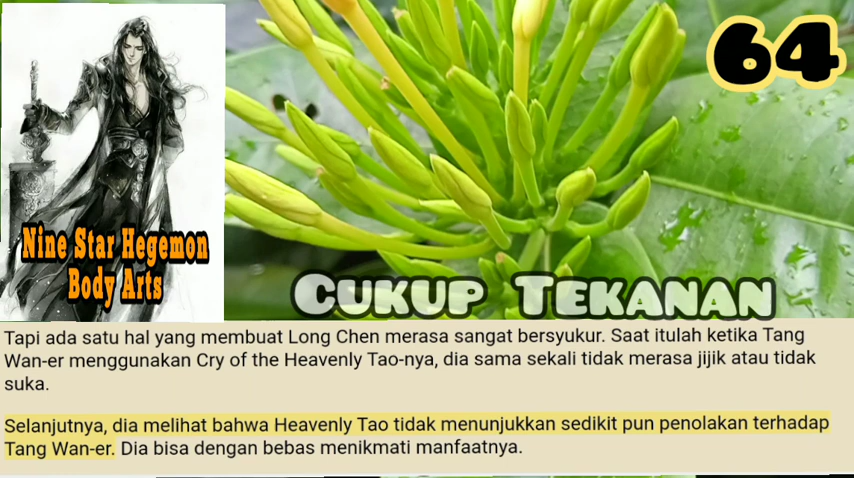 64
Nine Star Hegemon
Body Arts
Cukup Tekanan
Tapi ada satu hal yang membuat Long Chen merasa sangat bersyukur. Saat itulah ketika Tang
Wan-er menggunakan Cry of the Heavenly Tao-nya, dia sama sekali tidak merasa jijik atau tidak
suka.
Selanjutnya, dia melihat bahwa Heavenly Tao tidak menunjukkan sedikit pun penolakan terhadap
Tang Wan-er. Dia bisa dengan bebas menikmati manfaatnya.